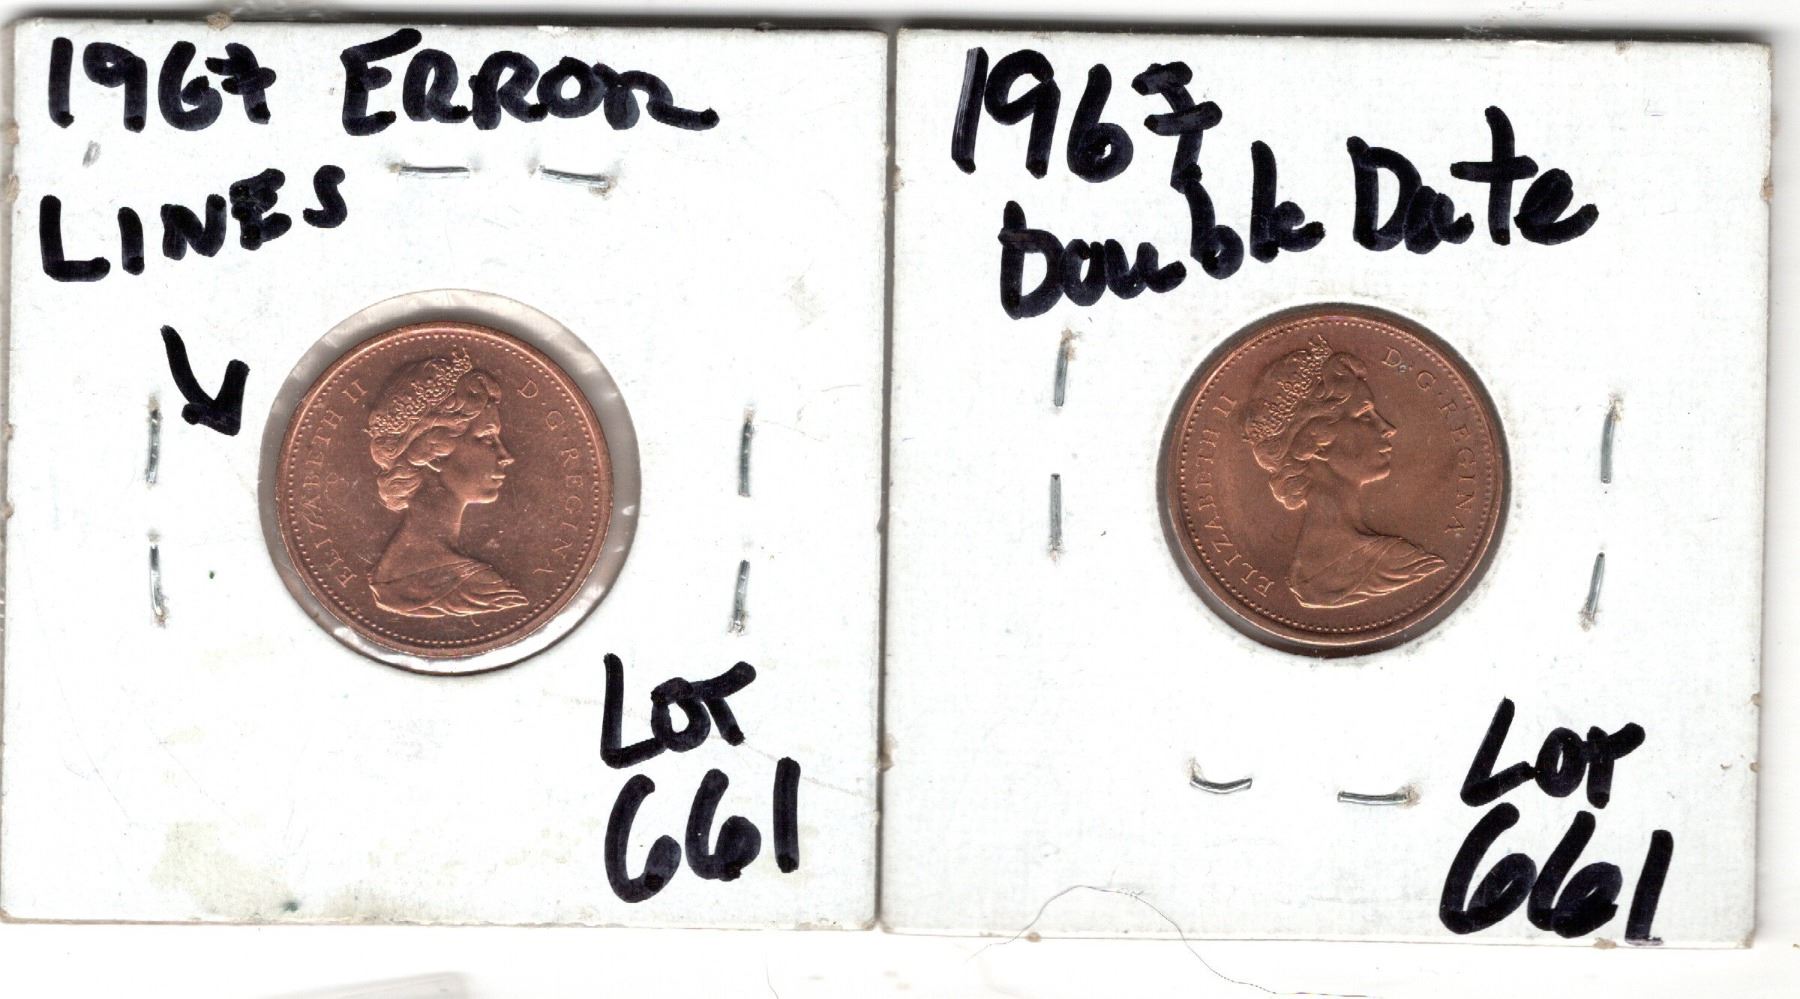 1967 ERROR
LINES
ELIZABETH II D·G·REGINA
LOT
661
1967
Double Date
ELIZABETH II D·G·REGINA
LOT
661